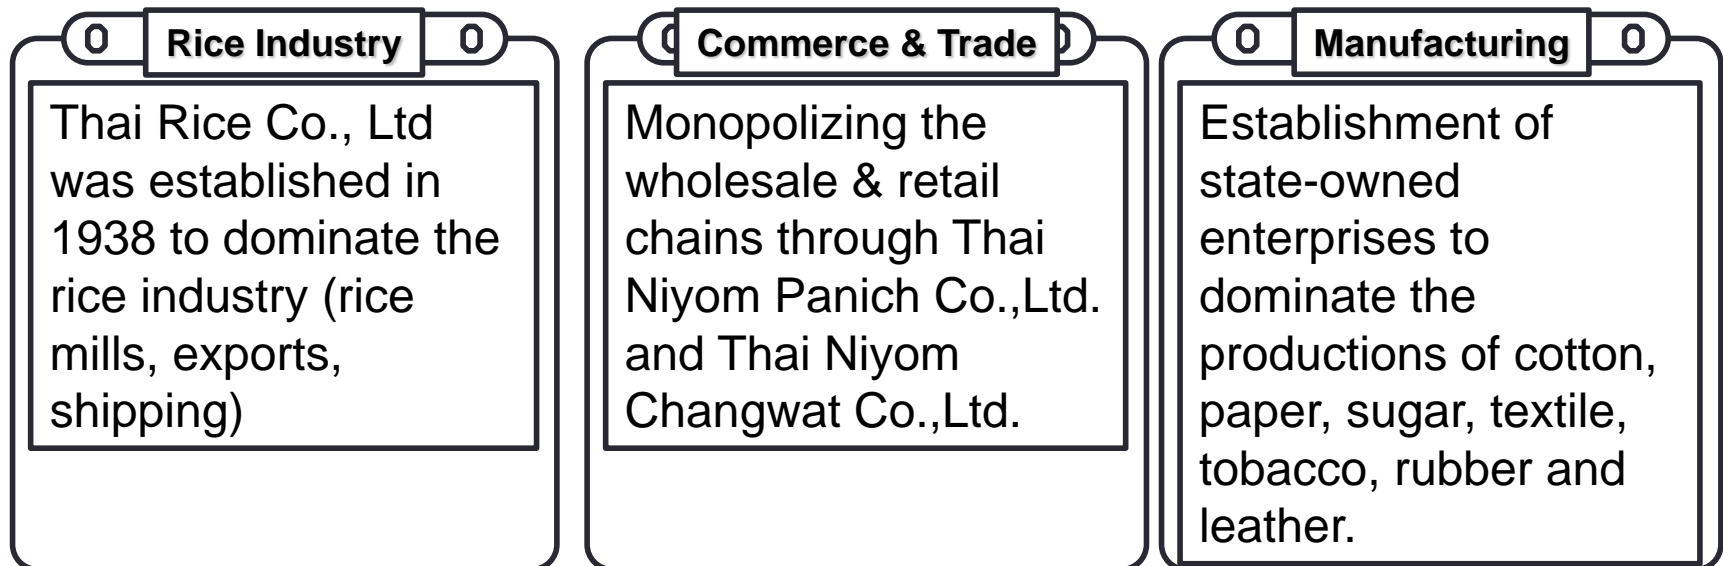 Rice Industry
Thai Rice Co., Ltd
was established in
1938 to dominate the
rice industry (rice
mills, exports,
shipping)
Commerce & Trade
Monopolizing the
wholesale & retail
chains through Thai
Niyom Panich Co.,Ltd.
and Thai Niyom
Changwat Co.,Ltd.
Manufacturing
Establishment of
state-owned
enterprises to
dominate the
productions of cotton,
paper, sugar, textile,
tobacco, rubber and
leather.